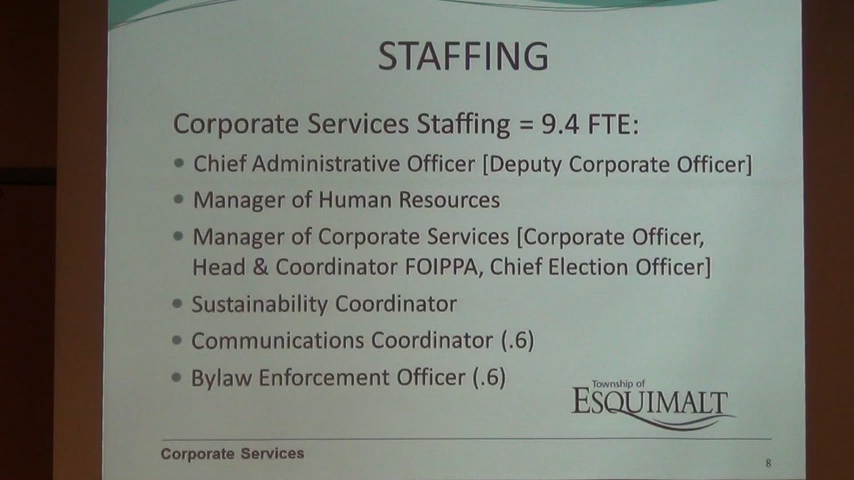 STAFFING
Corporate Services Staffing = 9.4 FTE:
• Chief Administrative Officer [Deputy Corporate Officer]
• Manager of Human Resources
• Manager of Corporate Services [Corporate Officer,
Head & Coordinator FOIPPA, Chief Election Officer]
• Sustainability Coordinator
• Communications Coordinator (.6)
• Bylaw Enforcement Officer (.6)
Township of
ESQUIMALT
Corporate Services
8